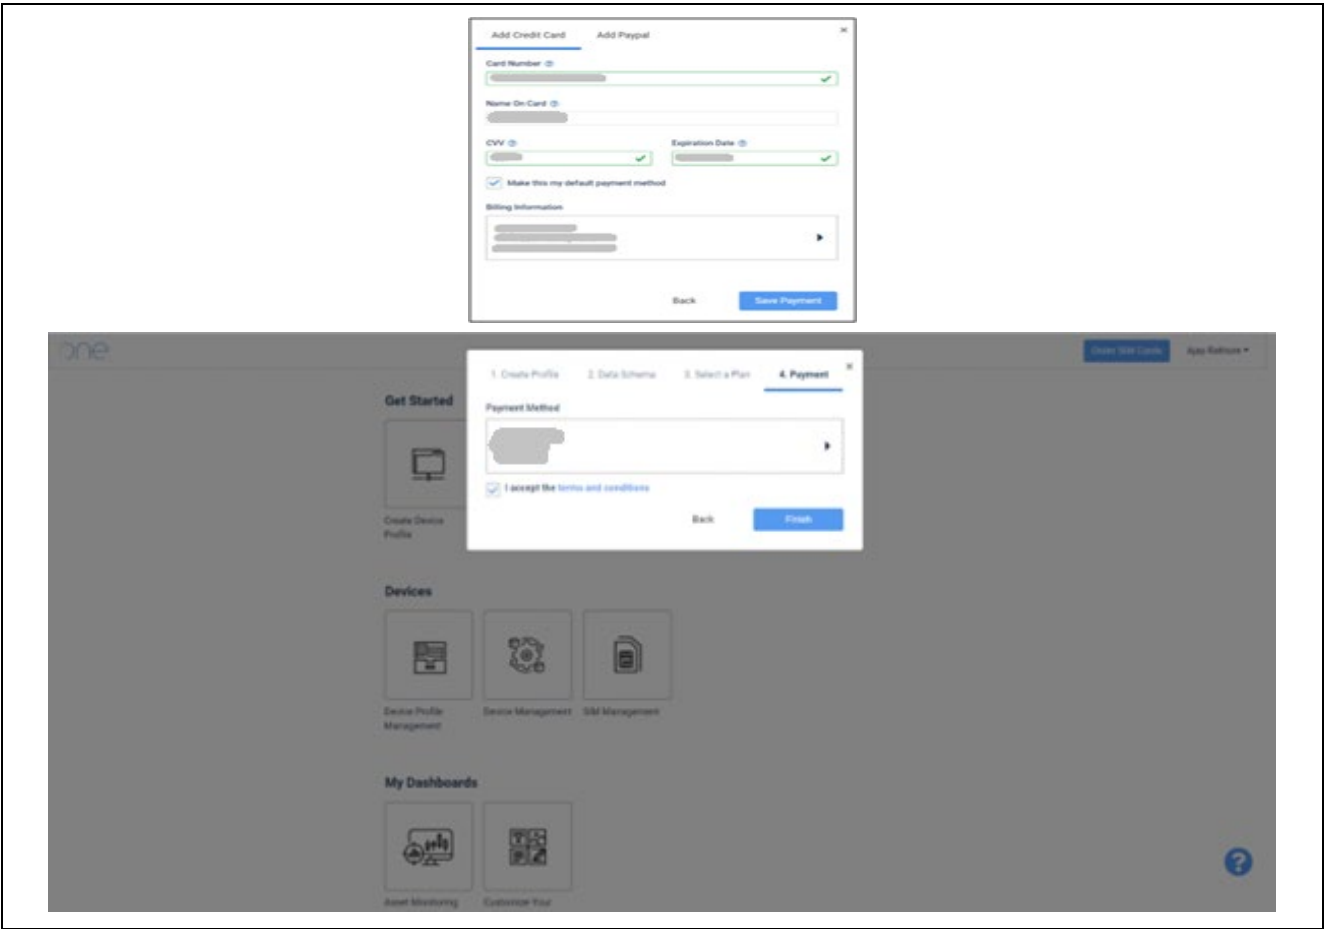 Add Credit Card Add Paypal ×
Card Number ?
Name On Card ?
CVV ? Expiration Date ?
Make this my default payment method
Billing Information
Back Save Payment
one Order SIM Cards
1. Create Profile 2. Data Schema 3. Select a Plan 4. Payment ×
Get Started
Payment Method
I accept the terms and conditions
Create Device
Profile
Back Finish
Devices
Device Profile
Management
Device Management
SIM Management
My Dashboards
?
Asset Monitoring Customize Your